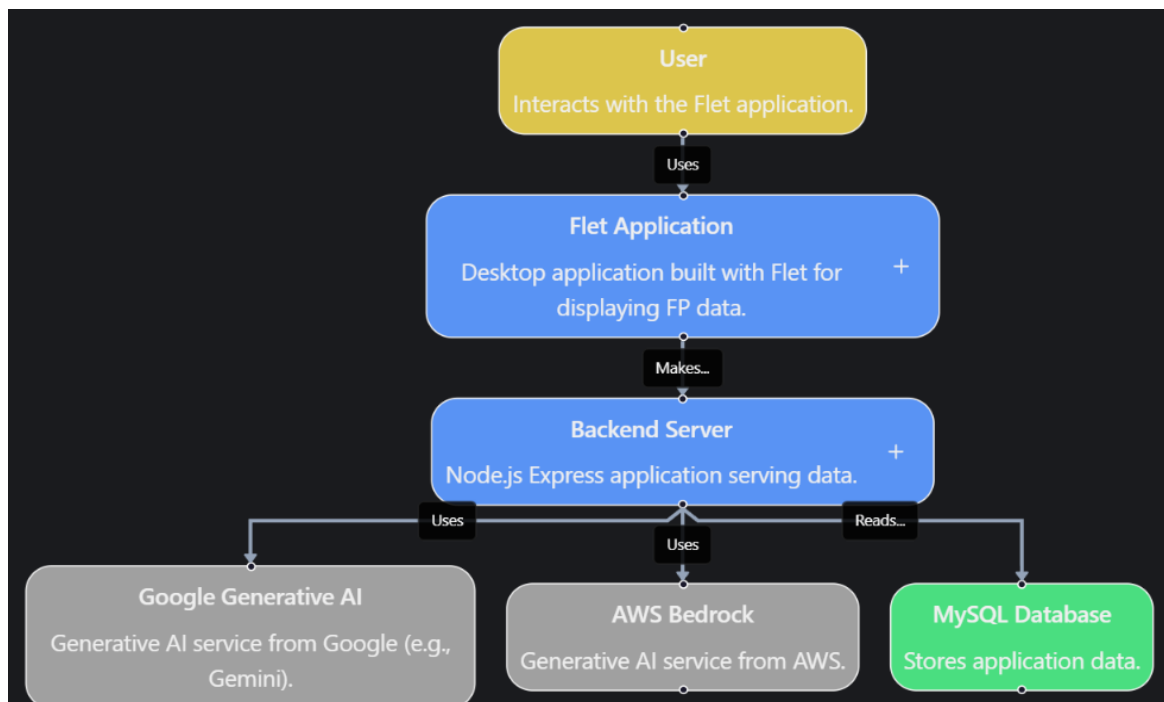 User
Interacts with the Flet application.
Uses
Flet Application
Desktop application built with Flet for
displaying FP data.
+
Makes...
Backend Server
Node.js Express application serving data.
+
Uses
Uses
Reads...
Google Generative AI
Generative AI service from Google (e.g.,
Gemini).
AWS Bedrock
Generative AI service from AWS.
MySQL Database
Stores application data.